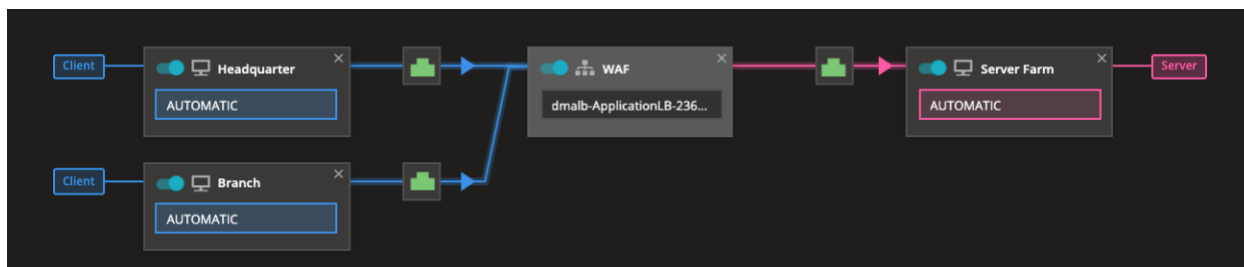 Client
Headquarter
AUTOMATIC
WAF
dmalb-ApplicationLB-236...
Server Farm
AUTOMATIC
Server
Client
Branch
AUTOMATIC